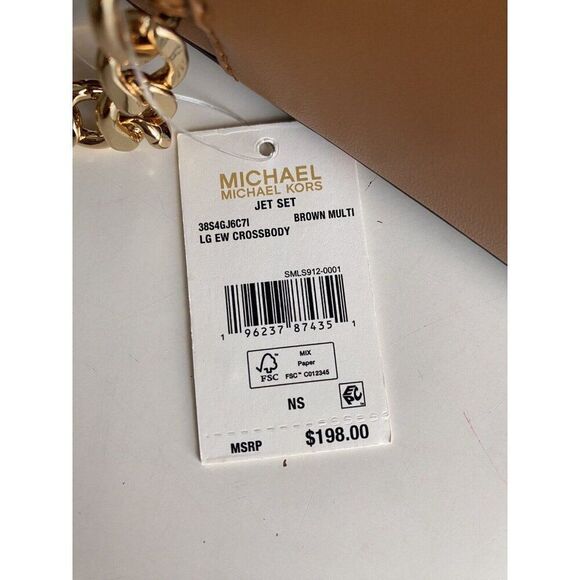 MICHAEL
MICHAEL KORS
JET SET
38S4GJ6C7I BROWN MULTI
LG EW CROSSBODY
SMLS912-0001
1 96237 87435 1
FSC
MIX
Paper
FSC™ C012345
NS
EPC
MSRP $198.00